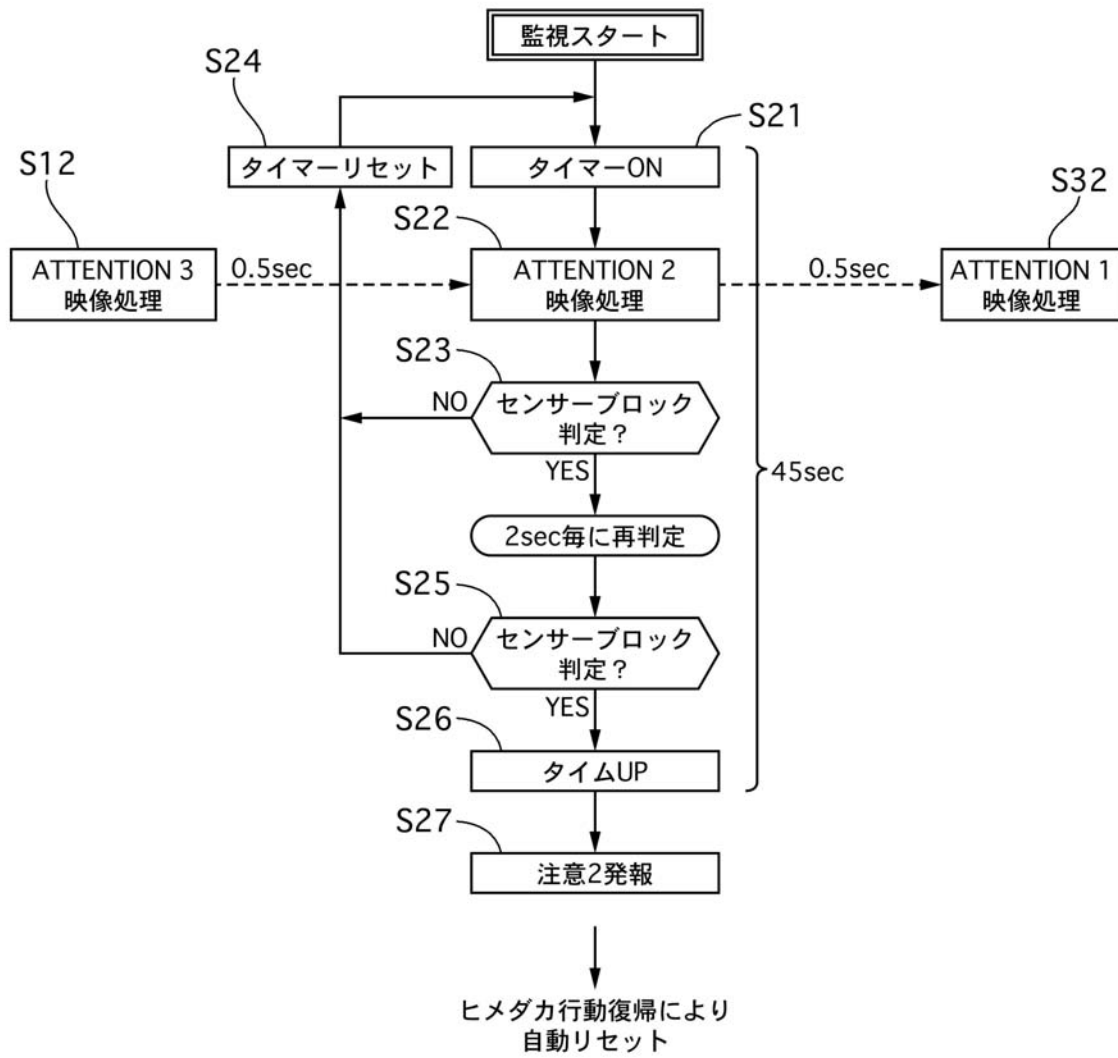 監視スタート
S24
S21
タイマーリセット
タイマーON
S12
S22
S32
ATTENTION 3
映像処理
0.5sec
ATTENTION 2
映像処理
0.5sec
ATTENTION 1
映像処理
S23
NO
センサーブロック
判定？
YES
45sec
2sec毎に再判定
S25
NO
センサーブロック
判定？
YES
S26
タイムUP
S27
注意2発報
ヒメダカ行動復帰により
自動リセット